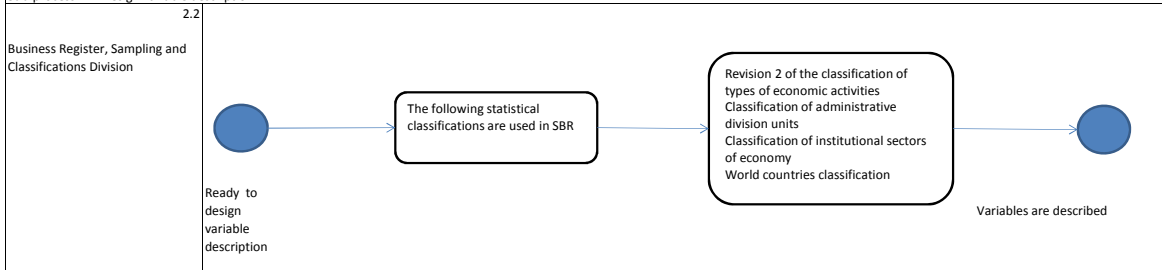 2.2
Business Register, Sampling and
Classifications Division
The following statistical
classifications are used in SBR
Revision 2 of the classification of
types of economic activities
Classification of administrative
division units
Classification of institutional sectors
of economy
World countries classification
Ready to
design
variable
description
Variables are described